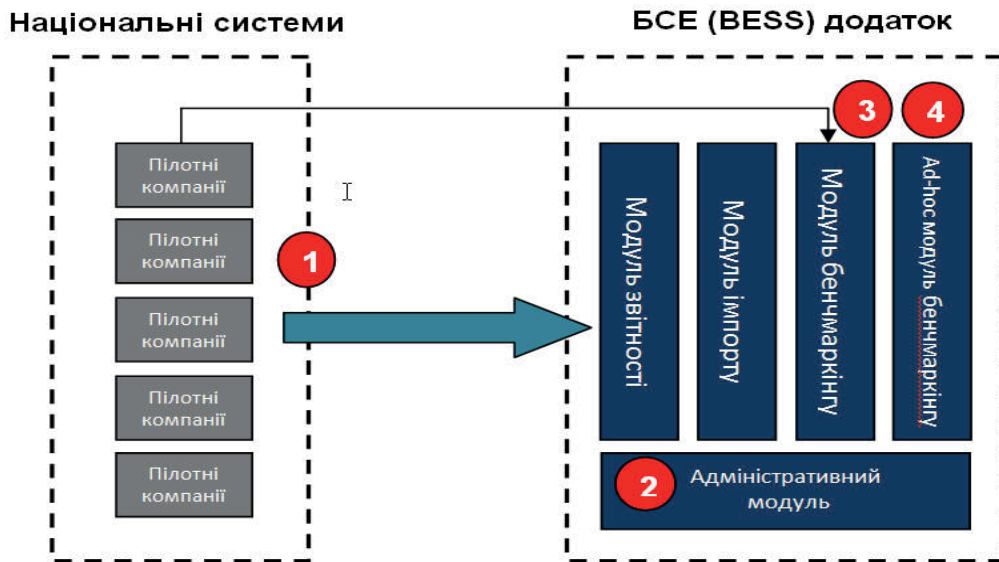 Національні системи
БСЕ (BESS) додаток
Пілотні
компанії
Пілотні
компанії
Пілотні
компанії
Пілотні
компанії
Пілотні
компанії
1
3
4
Модуль звітності
Модуль імпорту
Модуль бенчмаркінгу
Ad-hoc модуль бенчмаркінгу
2
Адміністративний
модуль